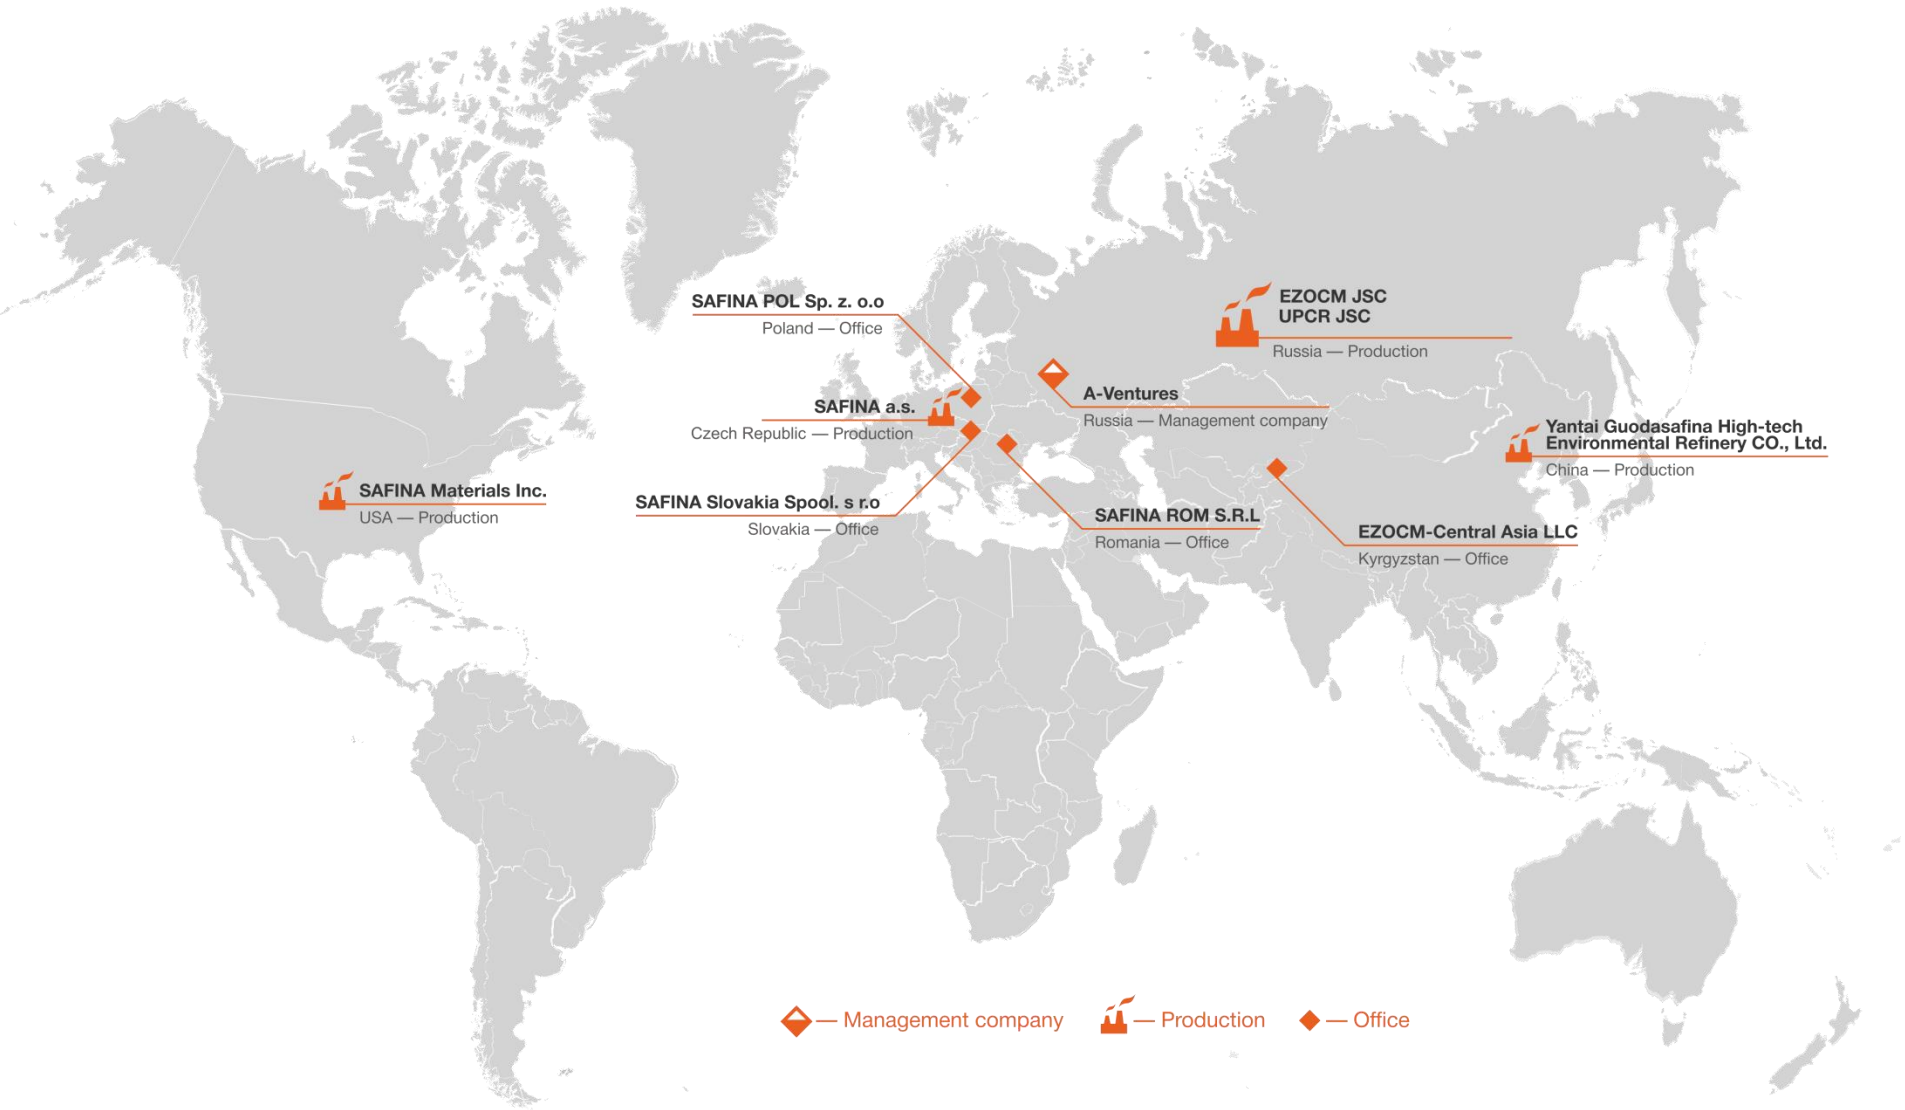 SAFINA POL Sp. z. o.o
Poland — Office
EZOCM JSC
UPCR JSC
Russia — Production
A-Ventures
Russia — Management company
SAFINA a.s.
Czech Republic — Production
Yantai Guodasafina High-tech
Environmental Refinery CO., Ltd.
China — Production
SAFINA Materials Inc.
USA — Production
SAFINA Slovakia Spool. s r.o
Slovakia — Office
SAFINA ROM S.R.L
Romania — Office
EZOCM-Central Asia LLC
Kyrgyzstan — Office
— Management company — Production — Office